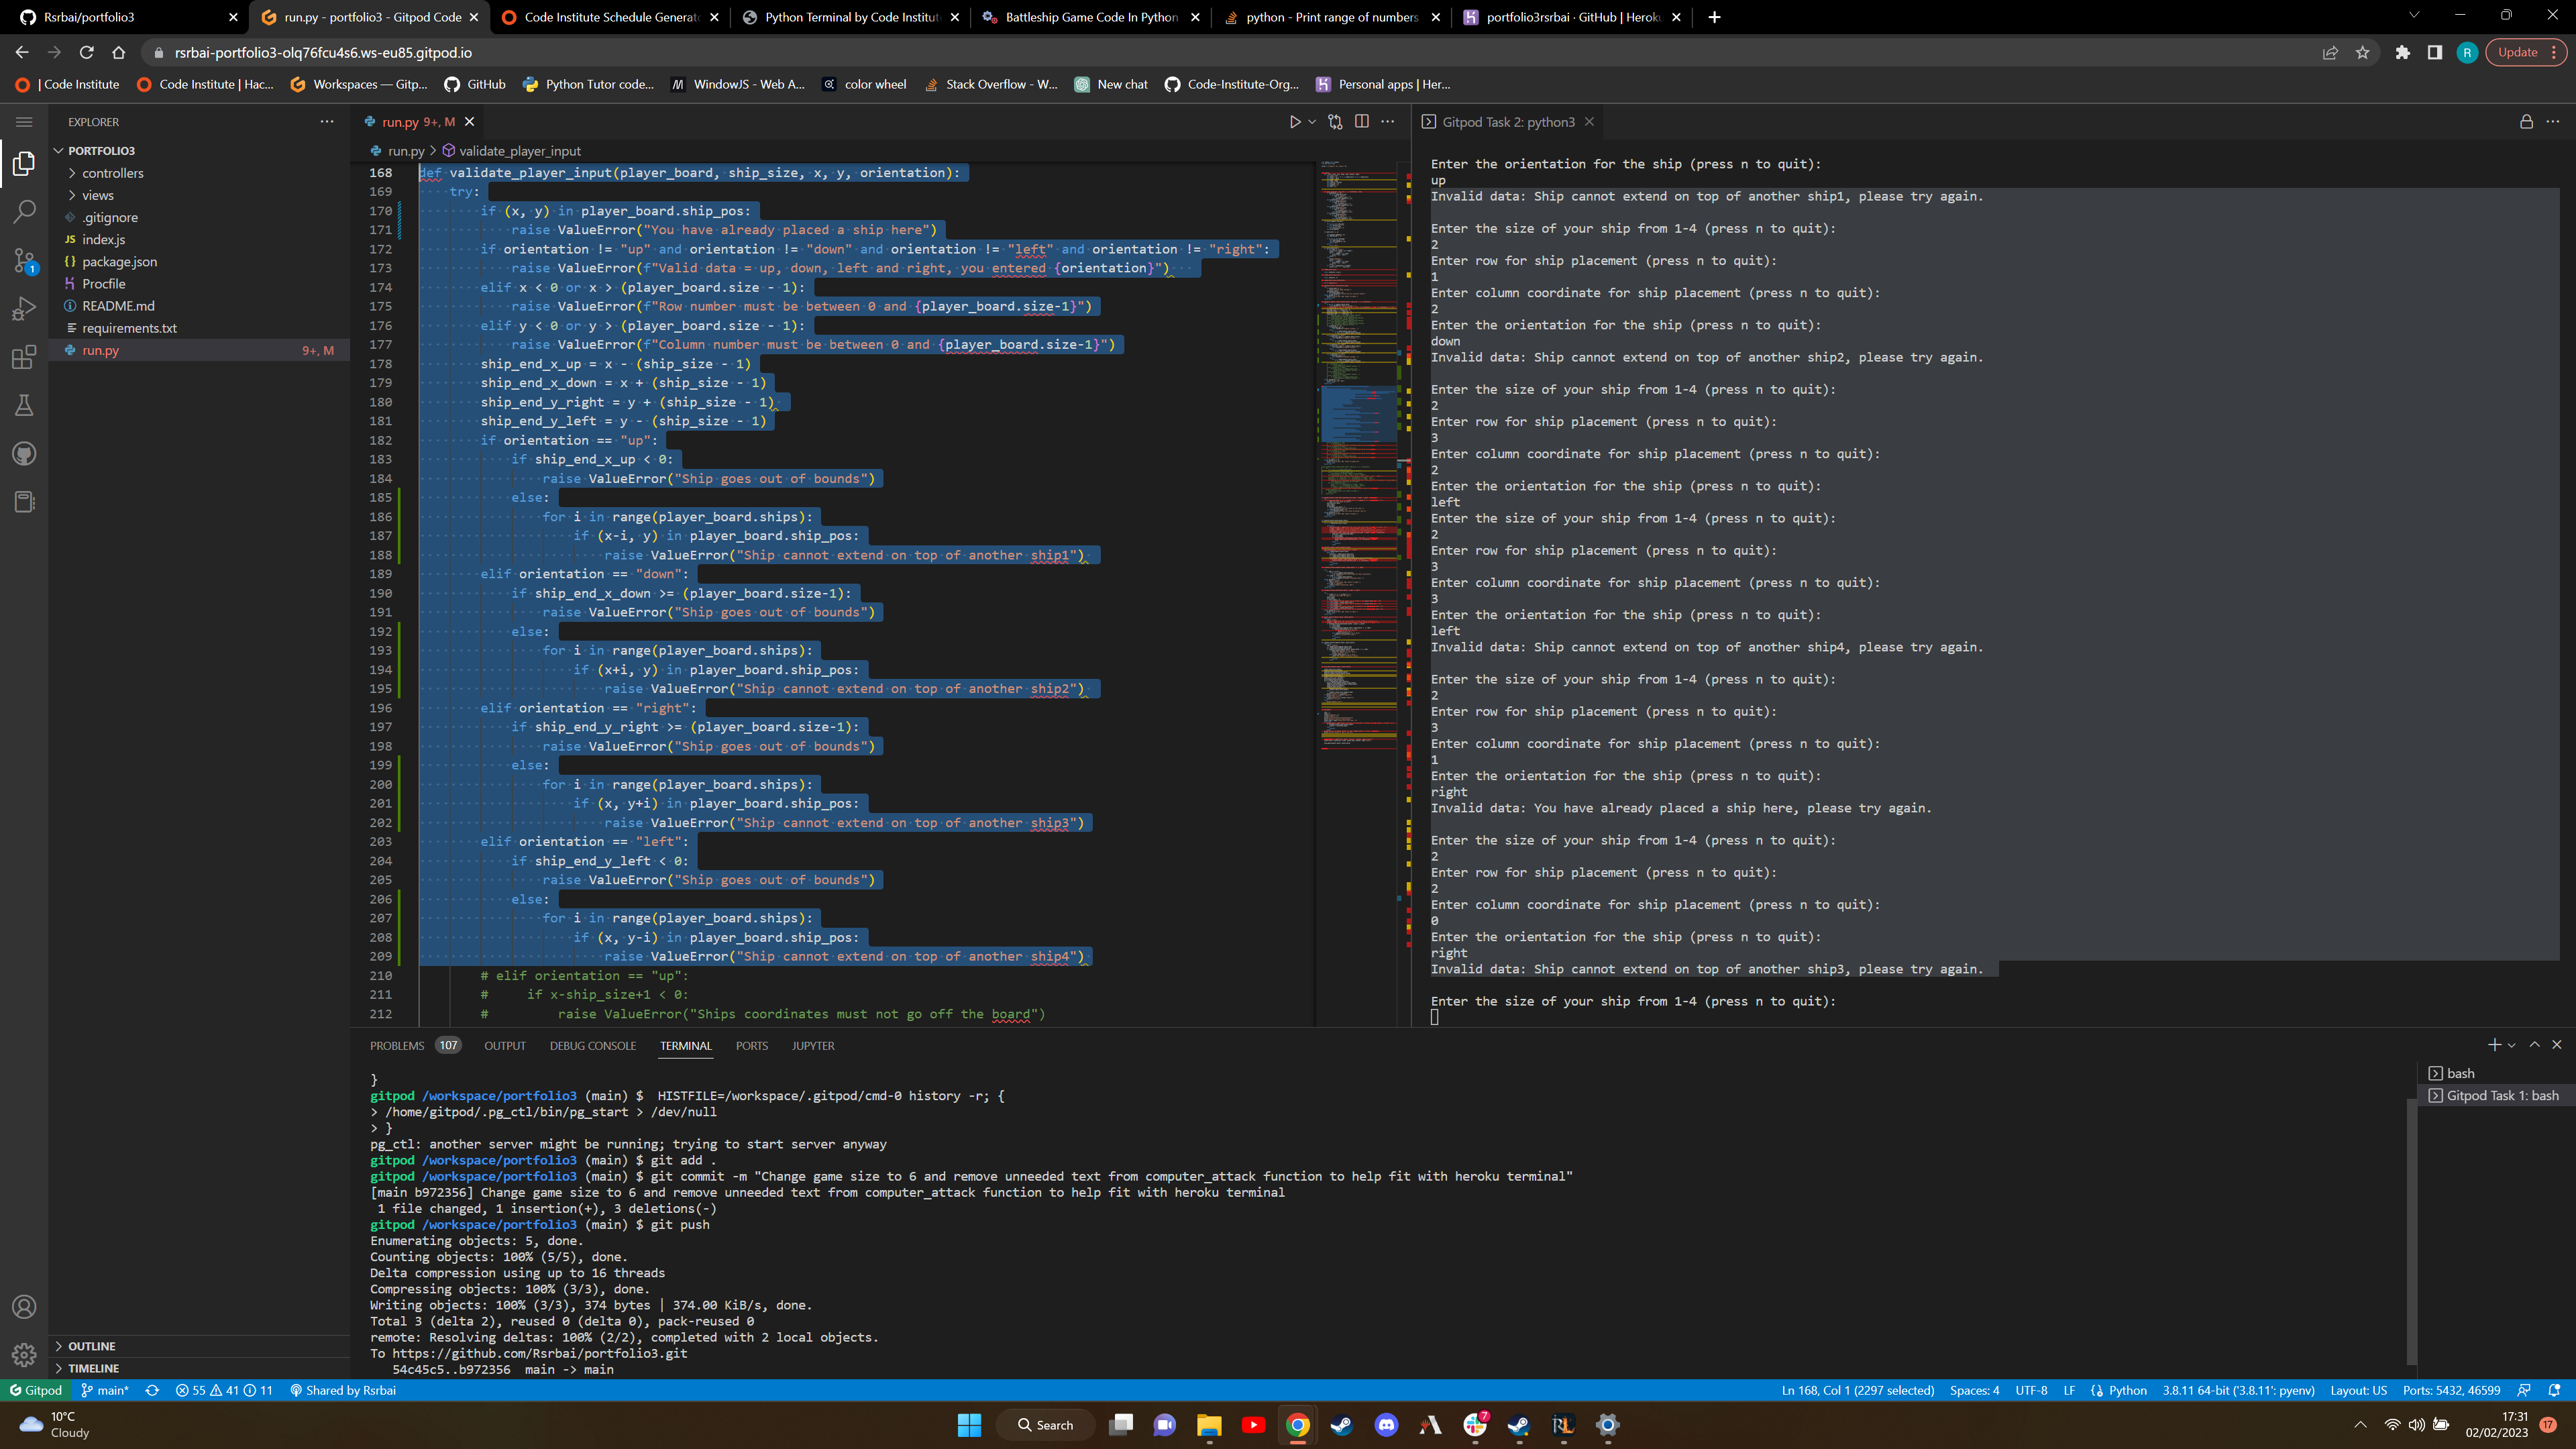 Rsrbai/portfolio3
run.py - portfolio3 - Gitpod Code
Code Institute Schedule Generat
Python Terminal by Code Institut
Battleship Game Code In Python
python - Print range of numbers
portfolio3rsrbai · GitHub | Herok
rsrbai-portfolio3-olq76fcu4s6.ws-eu85.gitpod.io
R
Update
| Code Institute
Code Institute | Hac...
Workspaces — Gitp...
GitHub
Python Tutor code...
WindowJS - Web A...
color wheel
Stack Overflow - W...
New chat
Code-Institute-Org...
Personal apps | Her...
EXPLORER
PORTFOLIO3
controllers
views
.gitignore
JS index.js
{} package.json
Procfile
README.md
requirements.txt
run.py 9+, M
1
OUTLINE
TIMELINE
run.py 9+, M
run.py > validate_player_input
168 def validate_player_input(player_board, ship_size, x, y, orientation):
169 try:
170 if (x, y) in player_board.ship_pos:
171 raise ValueError("You have already placed a ship here")
172 if orientation != "up" and orientation != "down" and orientation != "left" and orientation != "right":
173 raise ValueError(f"Valid data = up, down, left and right, you entered {orientation}")
174 elif x < 0 or x > (player_board.size - 1):
175 raise ValueError(f"Row number must be between 0 and {player_board.size-1}")
176 elif y < 0 or y > (player_board.size - 1):
177 raise ValueError(f"Column number must be between 0 and {player_board.size-1}")
178 ship_end_x_up = x - (ship_size - 1)
179 ship_end_x_down = x + (ship_size - 1)
180 ship_end_y_right = y + (ship_size - 1)
181 ship_end_y_left = y - (ship_size - 1)
182 if orientation == "up":
183 if ship_end_x_up < 0:
184 raise ValueError("Ship goes out of bounds")
185 else:
186 for i in range(player_board.ships):
187 if (x-i, y) in player_board.ship_pos:
188 raise ValueError("Ship cannot extend on top of another ship1")
189 elif orientation == "down":
190 if ship_end_x_down >= (player_board.size-1):
191 raise ValueError("Ship goes out of bounds")
192 else:
193 for i in range(player_board.ships):
194 if (x+i, y) in player_board.ship_pos:
195 raise ValueError("Ship cannot extend on top of another ship2")
196 elif orientation == "right":
197 if ship_end_y_right >= (player_board.size-1):
198 raise ValueError("Ship goes out of bounds")
199 else:
200 for i in range(player_board.ships):
201 if (x, y+i) in player_board.ship_pos:
202 raise ValueError("Ship cannot extend on top of another ship3")
203 elif orientation == "left":
204 if ship_end_y_left < 0:
205 raise ValueError("Ship goes out of bounds")
206 else:
207 for i in range(player_board.ships):
208 if (x, y-i) in player_board.ship_pos:
209 raise ValueError("Ship cannot extend on top of another ship4")
210 # elif orientation == "up":
211 # if x-ship_size+1 < 0:
212 # raise ValueError("Ships coordinates must not go off the board")
Gitpod Task 2: python3
Enter the orientation for the ship (press n to quit):
up
Invalid data: Ship cannot extend on top of another ship1, please try again.
Enter the size of your ship from 1-4 (press n to quit):
2
Enter row for ship placement (press n to quit):
1
Enter column coordinate for ship placement (press n to quit):
2
Enter the orientation for the ship (press n to quit):
down
Invalid data: Ship cannot extend on top of another ship2, please try again.
Enter the size of your ship from 1-4 (press n to quit):
2
Enter row for ship placement (press n to quit):
3
Enter column coordinate for ship placement (press n to quit):
2
Enter the orientation for the ship (press n to quit):
left
Enter the size of your ship from 1-4 (press n to quit):
2
Enter row for ship placement (press n to quit):
3
Enter column coordinate for ship placement (press n to quit):
3
Enter the orientation for the ship (press n to quit):
left
Invalid data: Ship cannot extend on top of another ship4, please try again.
Enter the size of your ship from 1-4 (press n to quit):
2
Enter row for ship placement (press n to quit):
3
Enter column coordinate for ship placement (press n to quit):
1
Enter the orientation for the ship (press n to quit):
right
Invalid data: You have already placed a ship here, please try again.
Enter the size of your ship from 1-4 (press n to quit):
2
Enter row for ship placement (press n to quit):
2
Enter column coordinate for ship placement (press n to quit):
0
Enter the orientation for the ship (press n to quit):
right
Invalid data: Ship cannot extend on top of another ship3, please try again.
Enter the size of your ship from 1-4 (press n to quit):
PROBLEMS 107 OUTPUT DEBUG CONSOLE TERMINAL PORTS JUPYTER
}
gitpod /workspace/portfolio3 (main) $ HISTFILE=/workspace/.gitpod/cmd-0 history -r; {
> /home/gitpod/.pg_ctl/bin/pg_start > /dev/null
> }
pg_ctl: another server might be running; trying to start server anyway
gitpod /workspace/portfolio3 (main) $ git add .
gitpod /workspace/portfolio3 (main) $ git commit -m "Change game size to 6 and remove unneeded text from computer_attack function to help fit with heroku terminal"
[main b972356] Change game size to 6 and remove unneeded text from computer_attack function to help fit with heroku terminal
1 file changed, 1 insertion(+), 3 deletions(-)
gitpod /workspace/portfolio3 (main) $ git push
Enumerating objects: 5, done.
Counting objects: 100% (5/5), done.
Delta compression using up to 16 threads
Compressing objects: 100% (3/3), done.
Writing objects: 100% (3/3), 374 bytes | 374.00 KiB/s, done.
Total 3 (delta 2), reused 0 (delta 0), pack-reused 0
remote: Resolving deltas: 100% (2/2), completed with 2 local objects.
To https://github.com/Rsrbai/portfolio3.git
54c45c5..b972356 main -> main
bash
Gitpod Task 1: bash
Gitpod main* 55 41 11 Shared by Rsrbai
Ln 168, Col 1 (2297 selected) Spaces: 4 UTF-8 LF Python 3.8.11 64-bit ('3.8.11': pyenv) Layout: US Ports: 5432, 46599
10°C
Cloudy
Search
7
17:31
02/02/2023
17